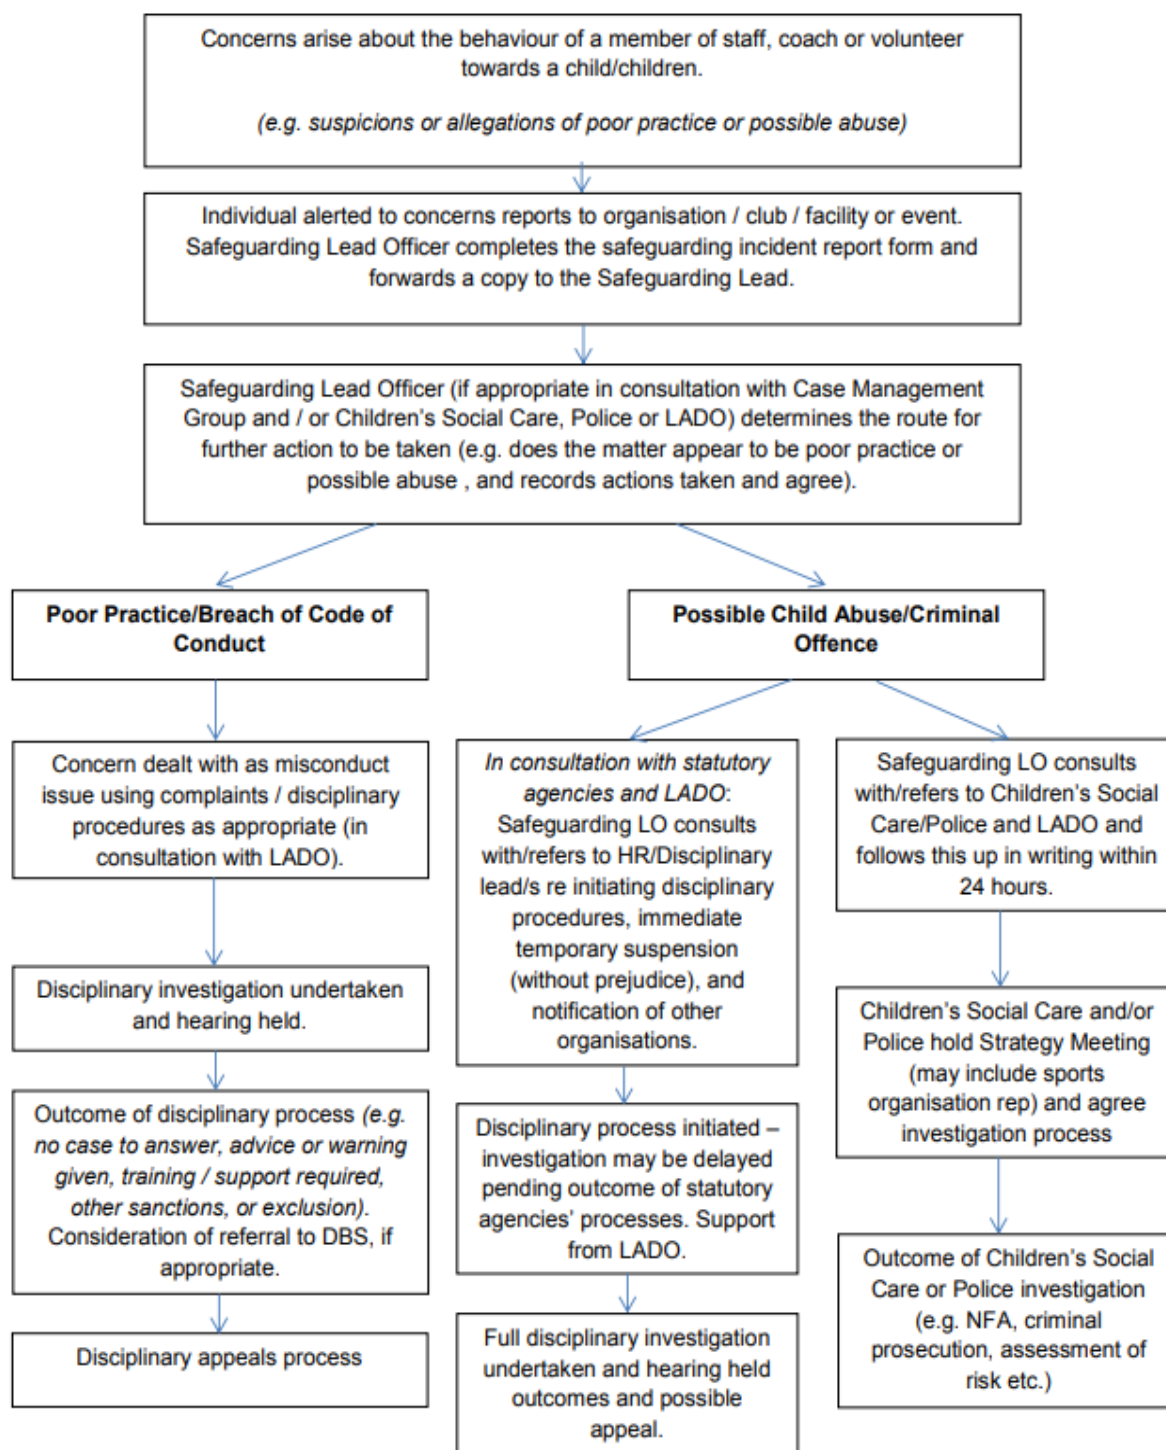 Concerns arise about the behaviour of a member of staff, coach or volunteer
towards a child/children.
(e.g. suspicions or allegations of poor practice or possible abuse)
Individual alerted to concerns reports to organisation / club / facility or event.
Safeguarding Lead Officer completes the safeguarding incident report form and
forwards a copy to the Safeguarding Lead.
Safeguarding Lead Officer (if appropriate in consultation with Case Management
Group and / or Children's Social Care, Police or LADO) determines the route for
further action to be taken (e.g. does the matter appear to be poor practice or
possible abuse , and records actions taken and agree).
Poor Practice/Breach of Code of
Conduct
Concern dealt with as misconduct
issue using complaints / disciplinary
procedures as appropriate (in
consultation with LADO).
Disciplinary investigation undertaken
and hearing held.
Outcome of disciplinary process (e.g.
no case to answer, advice or warning
given, training / support required,
other sanctions, or exclusion).
Consideration of referral to DBS, if
appropriate.
Disciplinary appeals process
Possible Child Abuse/Criminal
Offence
In consultation with statutory
agencies and LADO:
Safeguarding LO consults
with/refers to HR/Disciplinary
lead/s re initiating disciplinary
procedures, immediate
temporary suspension
(without prejudice), and
notification of other
organisations.
Disciplinary process initiated –
investigation may be delayed
pending outcome of statutory
agencies' processes. Support
from LADO.
Full disciplinary investigation
undertaken and hearing held
outcomes and possible
appeal.
Safeguarding LO consults
with/refers to Children's Social
Care/Police and LADO and
follows this up in writing within
24 hours.
Children's Social Care and/or
Police hold Strategy Meeting
(may include sports
organisation rep) and agree
investigation process
Outcome of Children's Social
Care or Police investigation
(e.g. NFA, criminal
prosecution, assessment of
risk etc.)